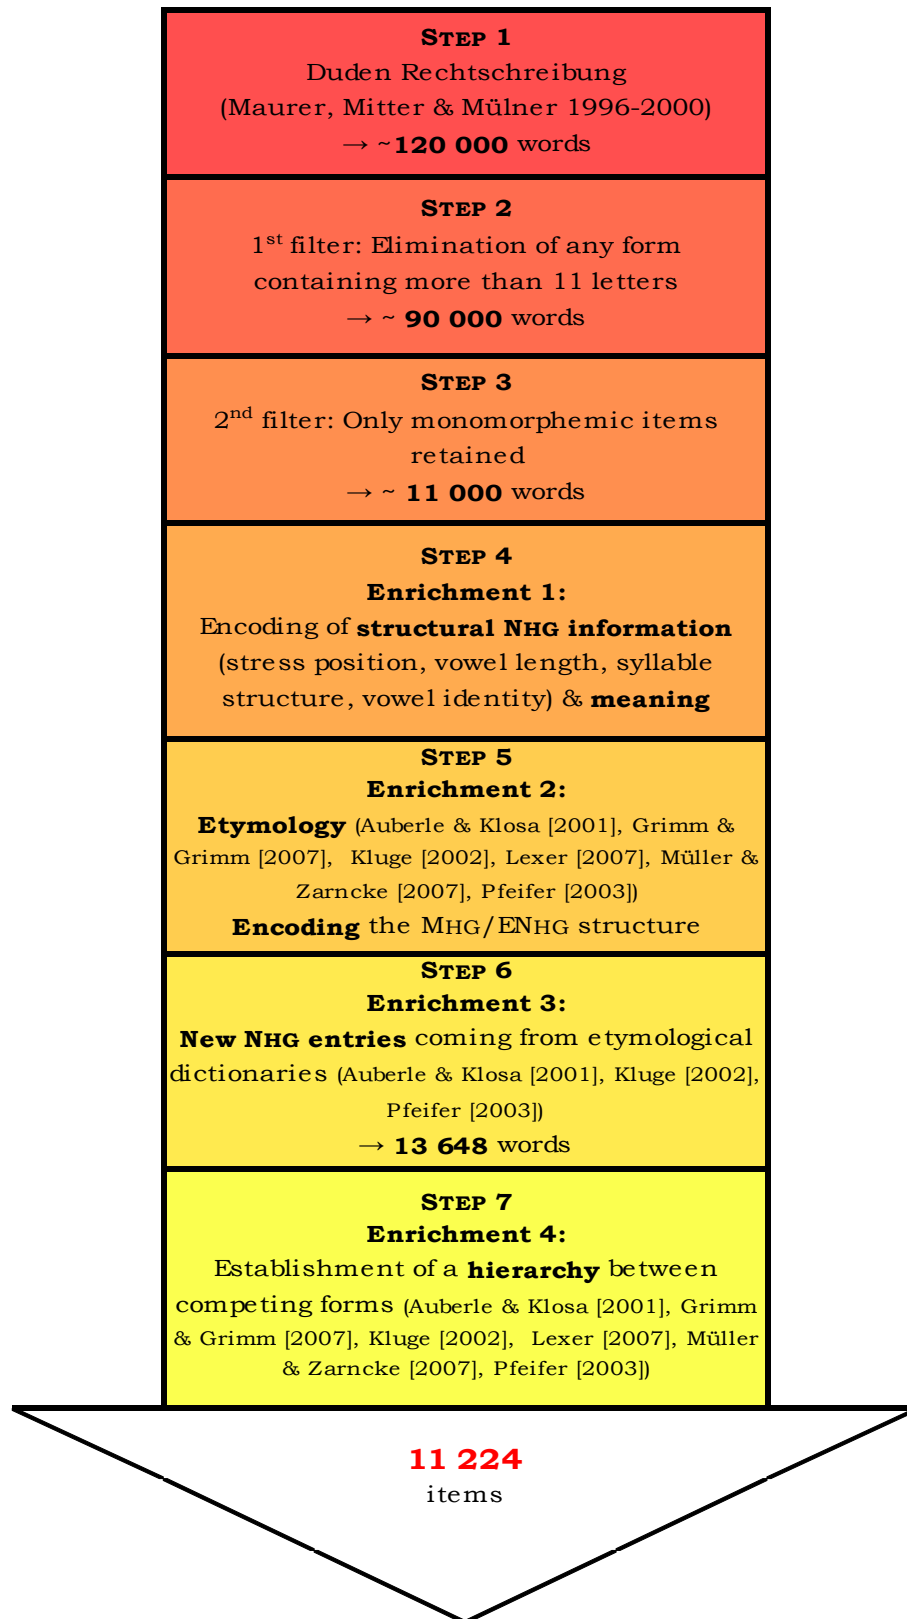 STEP 1
Duden Rechtschreibung
(Maurer, Mitter & Mülner 1996-2000)
→ ~120 000 words
STEP 2
1st filter: Elimination of any form
containing more than 11 letters
→ ~ 90 000 words
STEP 3
2nd filter: Only monomorphemic items
retained
→ ~ 11 000 words
STEP 4
Enrichment 1:
Encoding of structural NHG information
(stress position, vowel length, syllable
structure, vowel identity) & meaning
STEP 5
Enrichment 2:
Etymology (Auberle & Klosa [2001], Grimm &
Grimm [2007], Kluge [2002], Lexer [2007], Müller &
Zarncke [2007], Pfeifer [2003])
Encoding the MHG/ENHG structure
STEP 6
Enrichment 3:
New NHG entries coming from etymological
dictionaries (Auberle & Klosa [2001], Kluge [2002],
Pfeifer [2003])
→ 13 648 words
STEP 7
Enrichment 4:
Establishment of a hierarchy between
competing forms (Auberle & Klosa [2001], Grimm
& Grimm [2007], Kluge [2002], Lexer [2007], Müller
& Zarncke [2007], Pfeifer [2003])
11 224
items